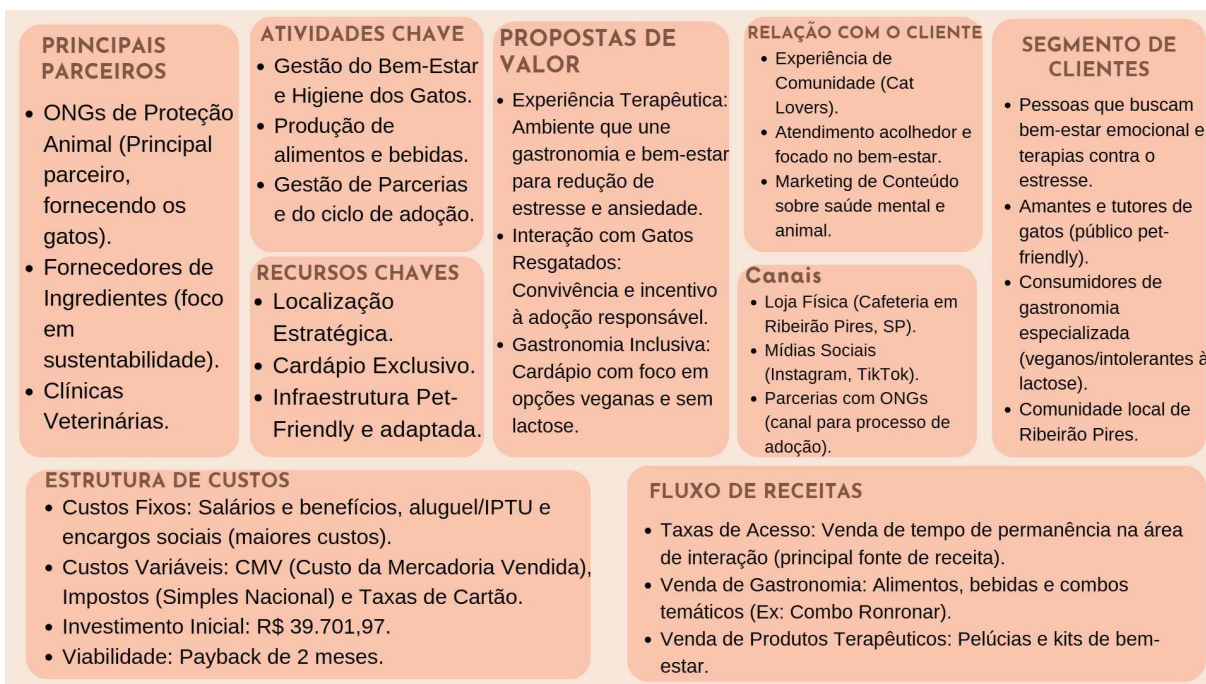 PRINCIPAIS
PARCEIROS
• ONGs de Proteção
Animal (Principal
parceiro,
fornecendo os
gatos).
• Fornecedores de
Ingredientes (foco
em
sustentabilidade).
• Clínicas
Veterinárias.
ATIVIDADES CHAVE
• Gestão do Bem-Estar
e Higiene dos Gatos.
• Produção de
alimentos e bebidas.
• Gestão de Parcerias
e do ciclo de adoção.
RECURSOS CHAVES
• Localização
Estratégica.
• Cardápio Exclusivo.
• Infraestrutura Pet-
Friendly e adaptada.
PROPOSTAS DE
VALOR
• Experiência Terapêutica:
Ambiente que une
gastronomia e bem-estar
para redução de
estresse e ansiedade.
• Interação com Gatos
Resgatados:
Convivência e incentivo
à adoção responsável.
• Gastronomia Inclusiva:
Cardápio com foco em
opções veganas e sem
lactose.
RELAÇÃO COM O CLIENTE
• Experiência de
Comunidade (Cat
Lovers).
• Atendimento acolhedor e
focado no bem-estar.
• Marketing de Conteúdo
sobre saúde mental e
animal.
Canais
• Loja Física (Cafeteria em
Ribeirão Pires, SP).
• Mídias Sociais
(Instagram, TikTok).
• Parcerias com ONGs
(canal para processo de
adoção).
SEGMENTO DE
CLIENTES
• Pessoas que buscam
bem-estar emocional e
terapias contra o
estresse.
• Amantes e tutores de
gatos (público pet-
friendly).
• Consumidores de
gastronomia
especializada
(veganos/intolerantes à
lactose).
• Comunidade local de
Ribeirão Pires.
ESTRUTURA DE CUSTOS
• Custos Fixos: Salários e benefícios, aluguel/IPTU e
encargos sociais (maiores custos).
• Custos Variáveis: CMV (Custo da Mercadoria Vendida),
Impostos (Simples Nacional) e Taxas de Cartão.
• Investimento Inicial: R$ 39.701,97.
• Viabilidade: Payback de 2 meses.
FLUXO DE RECEITAS
• Taxas de Acesso: Venda de tempo de permanência na área
de interação (principal fonte de receita).
• Venda de Gastronomia: Alimentos, bebidas e combos
temáticos (Ex: Combo Ronronar).
• Venda de Produtos Terapêuticos: Pelúcias e kits de bem-
estar.